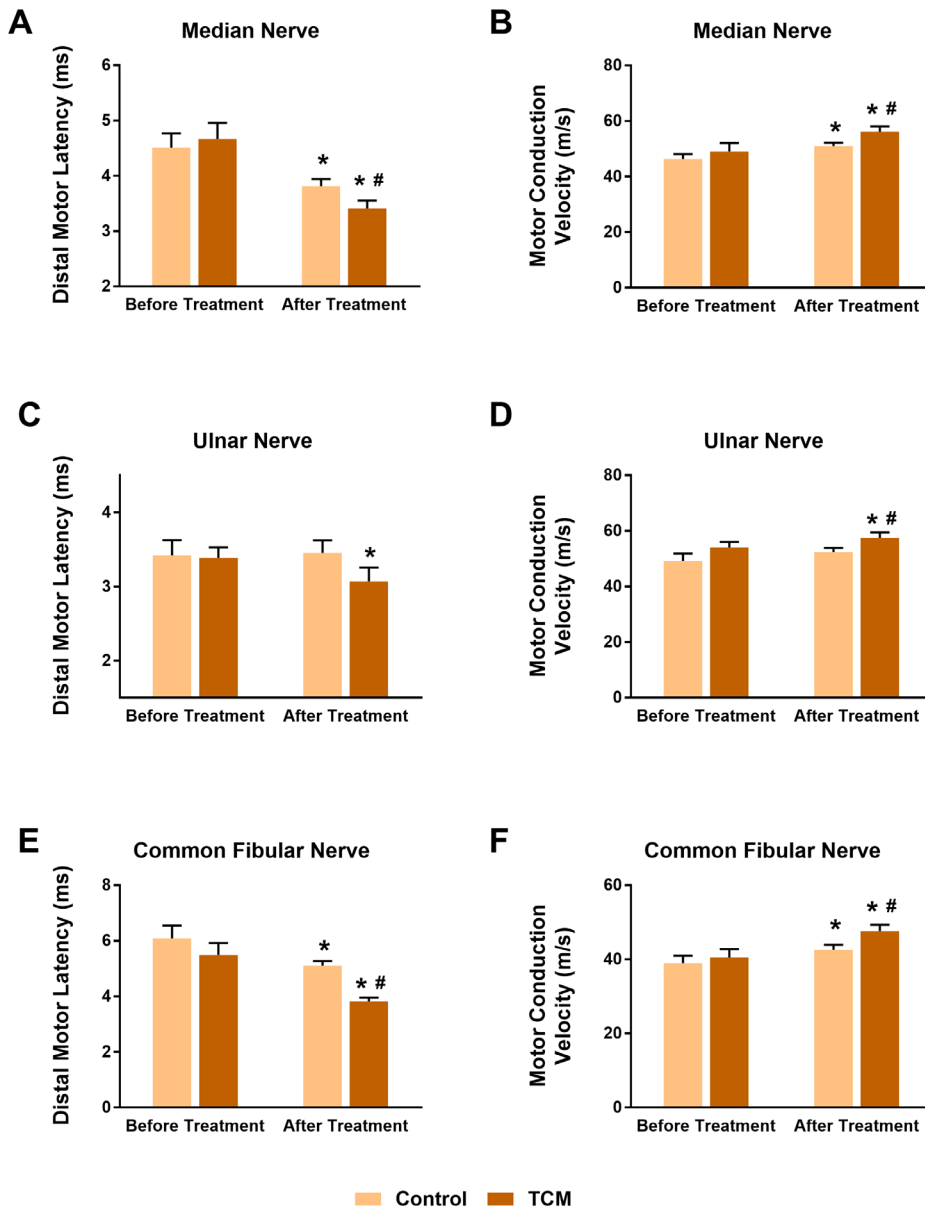 A
Median Nerve
Distal Motor Latency (ms)
6
5
4
3
2
*
* #
Before Treatment
After Treatment
B
Median Nerve
Motor Conduction
Velocity (m/s)
80
60
40
20
0
*
* #
Before Treatment
After Treatment
C
Ulnar Nerve
Distal Motor Latency (ms)
4
3
2
*
Before Treatment
After Treatment
D
Ulnar Nerve
Motor Conduction
Velocity (m/s)
80
60
40
20
0
* #
Before Treatment
After Treatment
E
Common Fibular Nerve
Distal Motor Latency (ms)
8
6
4
2
0
*
* #
Before Treatment
After Treatment
F
Common Fibular Nerve
Motor Conduction
Velocity (m/s)
60
40
20
0
*
* #
Before Treatment
After Treatment
Control
TCM